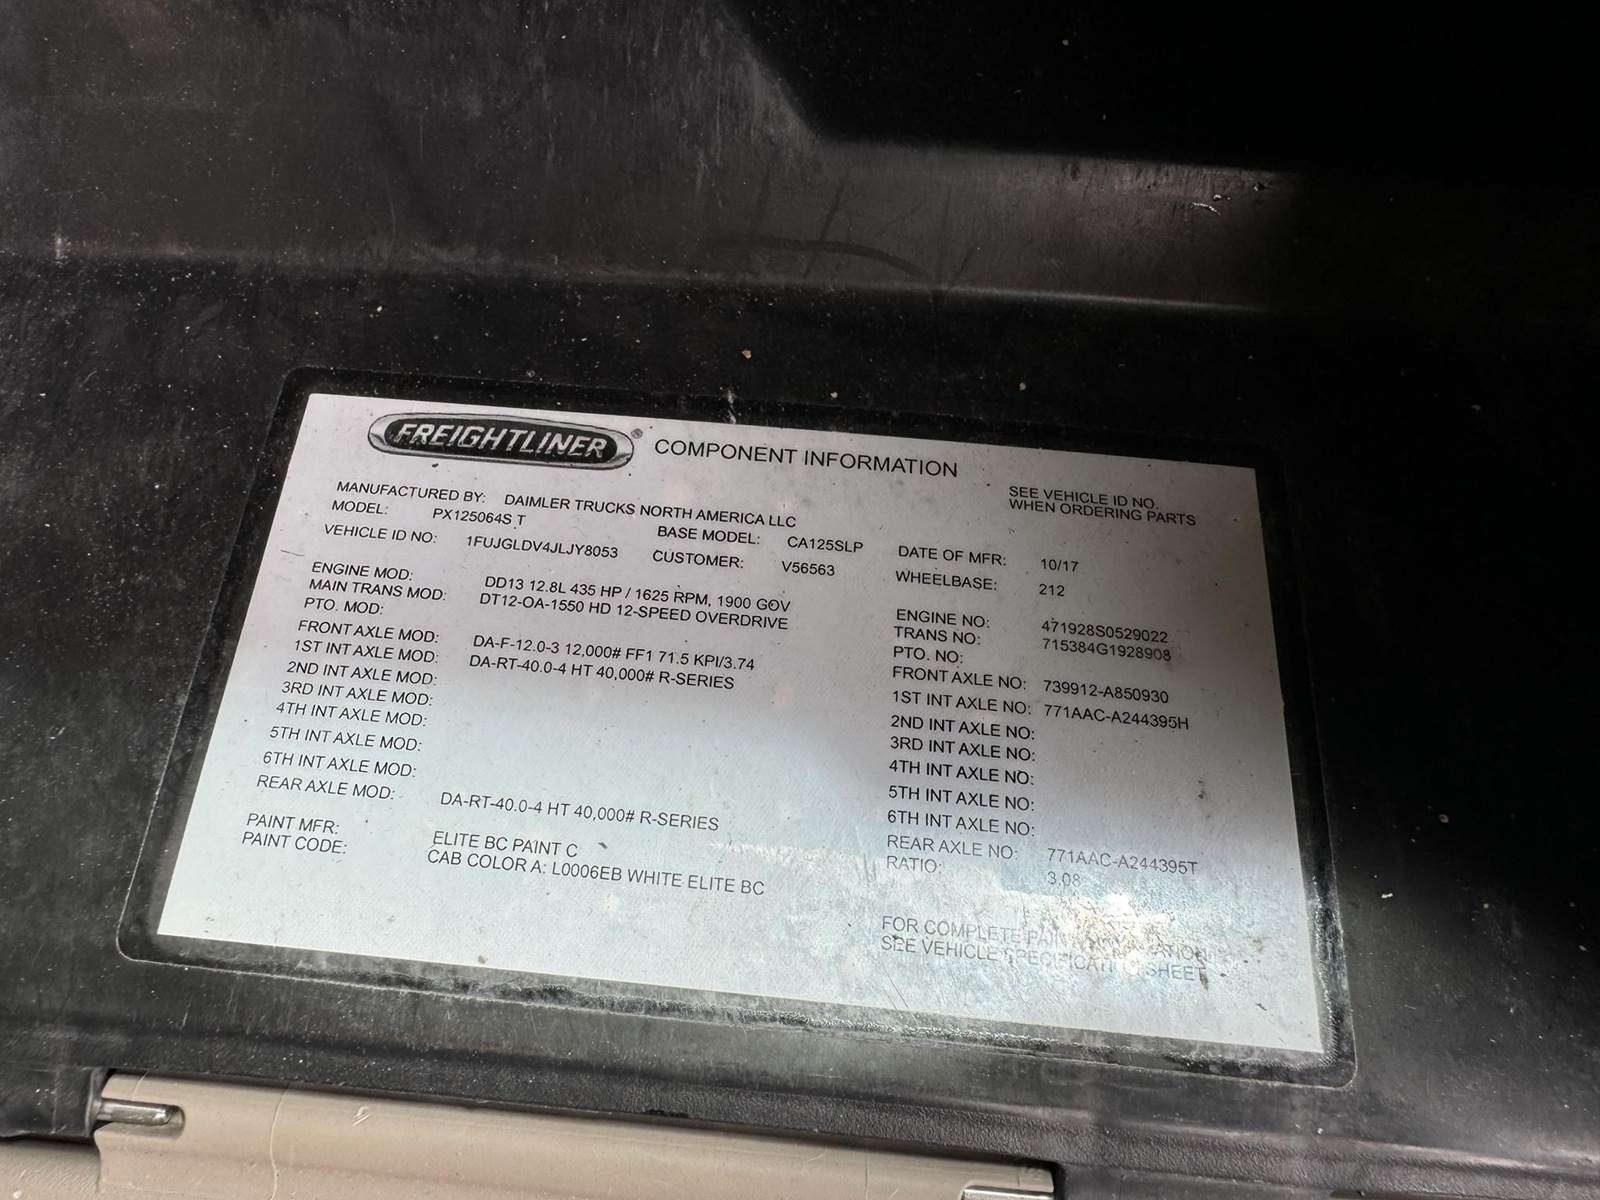 FREIGHTLINER® COMPONENT INFORMATION
SEE VEHICLE ID NO.
WHEN ORDERING PARTS
MANUFACTURED BY: DAIMLER TRUCKS NORTH AMERICA LLC
MODEL: PX125064S T BASE MODEL: CA125SLP DATE OF MFR: 10/17
VEHICLE ID NO: 1FUJGLDV4JLJY8053 CUSTOMER: V56563 WHEELBASE: 212
ENGINE MOD: DD13 12.8L 435 HP / 1625 RPM, 1900 GOV ENGINE NO: 471928S0529022
MAIN TRANS MOD: DT12-OA-1550 HD 12-SPEED OVERDRIVE TRANS NO: 715384G1928908
PTO. MOD: PTO. NO:
FRONT AXLE MOD: DA-F-12.0-3 12,000# FF1 71.5 KPI/3.74 FRONT AXLE NO: 739912-A850930
1ST INT AXLE MOD: DA-RT-40.0-4 HT 40,000# R-SERIES 1ST INT AXLE NO: 771AAC-A244395H
2ND INT AXLE MOD: 2ND INT AXLE NO:
3RD INT AXLE MOD: 3RD INT AXLE NO:
4TH INT AXLE MOD: 4TH INT AXLE NO:
5TH INT AXLE MOD: 5TH INT AXLE NO:
6TH INT AXLE MOD: 6TH INT AXLE NO:
REAR AXLE MOD: DA-RT-40.0-4 HT 40,000# R-SERIES REAR AXLE NO: 771AAC-A244395T
RATIO: 3.08
PAINT MFR: ELITE BC PAINT C
PAINT CODE: CAB COLOR A: L0006EB WHITE ELITE BC
FOR COMPLETE PAINT
SEE VEHICLE SPECIFICATION SHEET